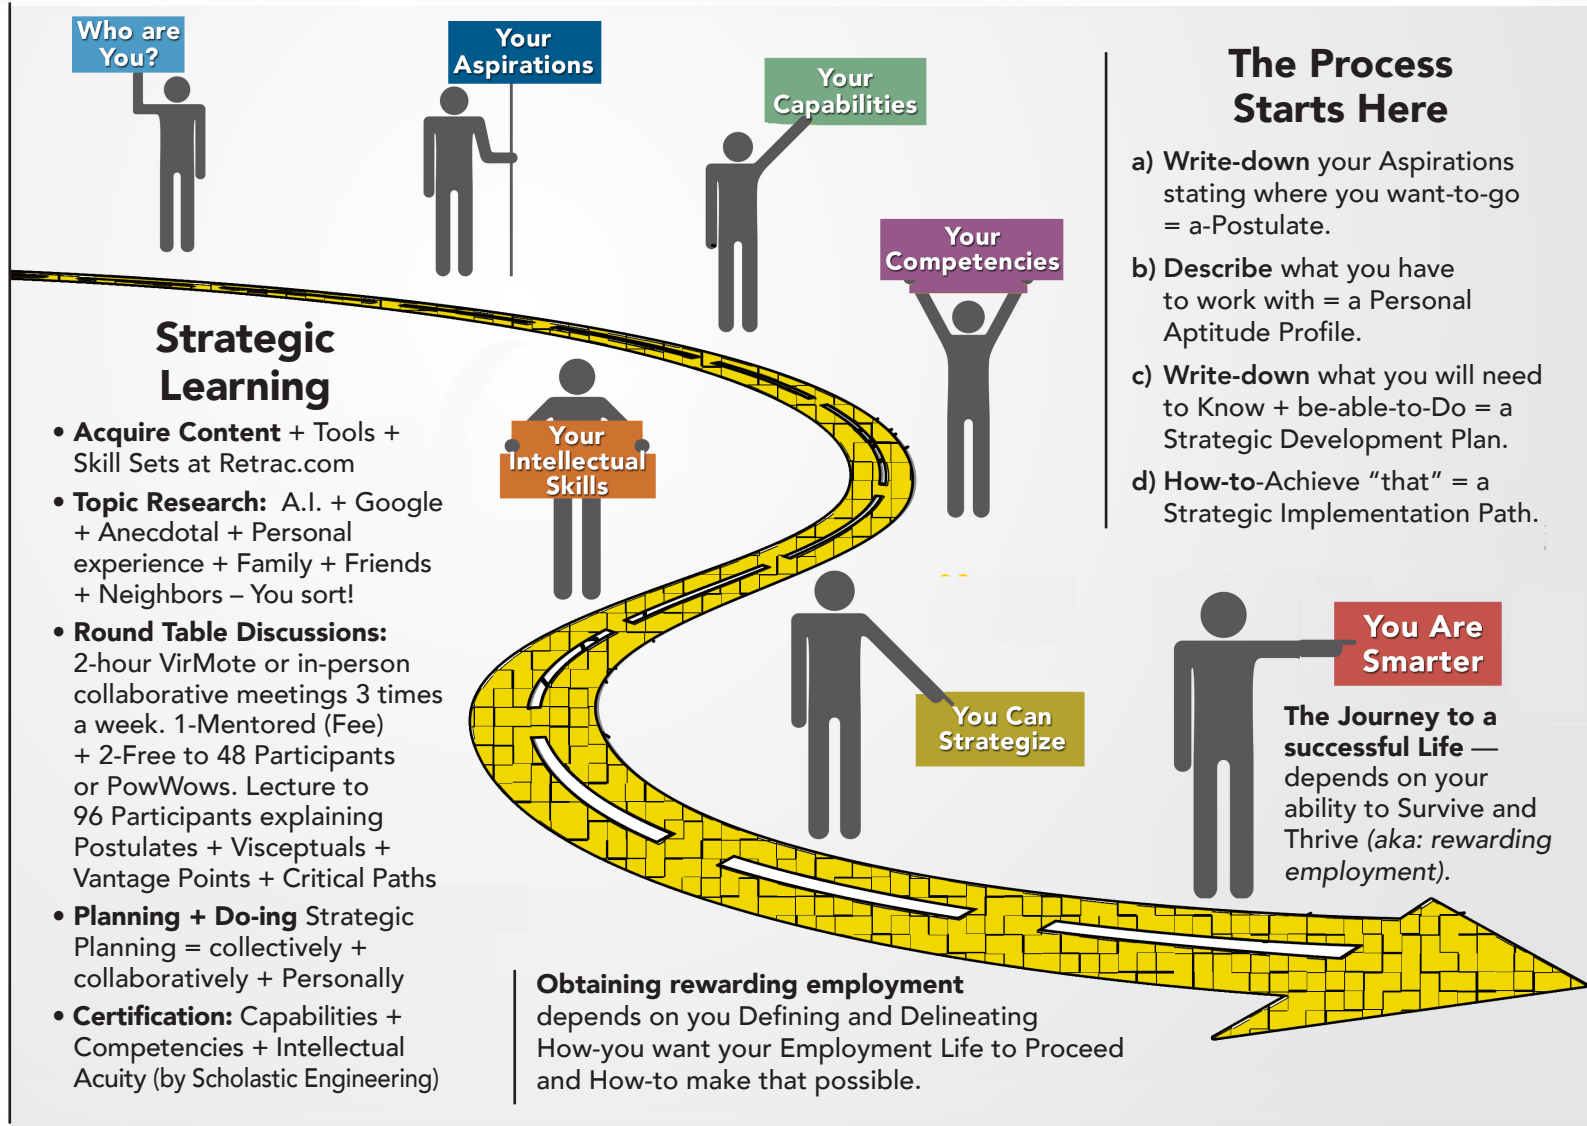 Who are
You?
Your
Aspirations
Your
Capabilities
Your
Competencies
Your
Intellectual
Skills
You Can
Strategize
You Are
Smarter
The Process
Starts Here
a) Write-down your Aspirations
stating where you want-to-go
= a-Postulate.
b) Describe what you have
to work with = a Personal
Aptitude Profile.
c) Write-down what you will need
to Know + be-able-to-Do = a
Strategic Development Plan.
d) How-to-Achieve “that” = a
Strategic Implementation Path.
Strategic
Learning
• Acquire Content + Tools +
Skill Sets at Retrac.com
• Topic Research: A.I. + Google
+ Anecdotal + Personal
experience + Family + Friends
+ Neighbors – You sort!
• Round Table Discussions:
2-hour VirMote or in-person
collaborative meetings 3 times
a week. 1-Mentored (Fee)
+ 2-Free to 48 Participants
or PowWows. Lecture to
96 Participants explaining
Postulates + Visceptuals +
Vantage Points + Critical Paths
• Planning + Do-ing Strategic
Planning = collectively +
collaboratively + Personally
• Certification: Capabilities +
Competencies + Intellectual
Acuity (by Scholastic Engineering)
The Journey to a
successful Life —
depends on your
ability to Survive and
Thrive (aka: rewarding
employment).
Obtaining rewarding employment
depends on you Defining and Delineating
How-you want your Employment Life to Proceed
and How-to make that possible.